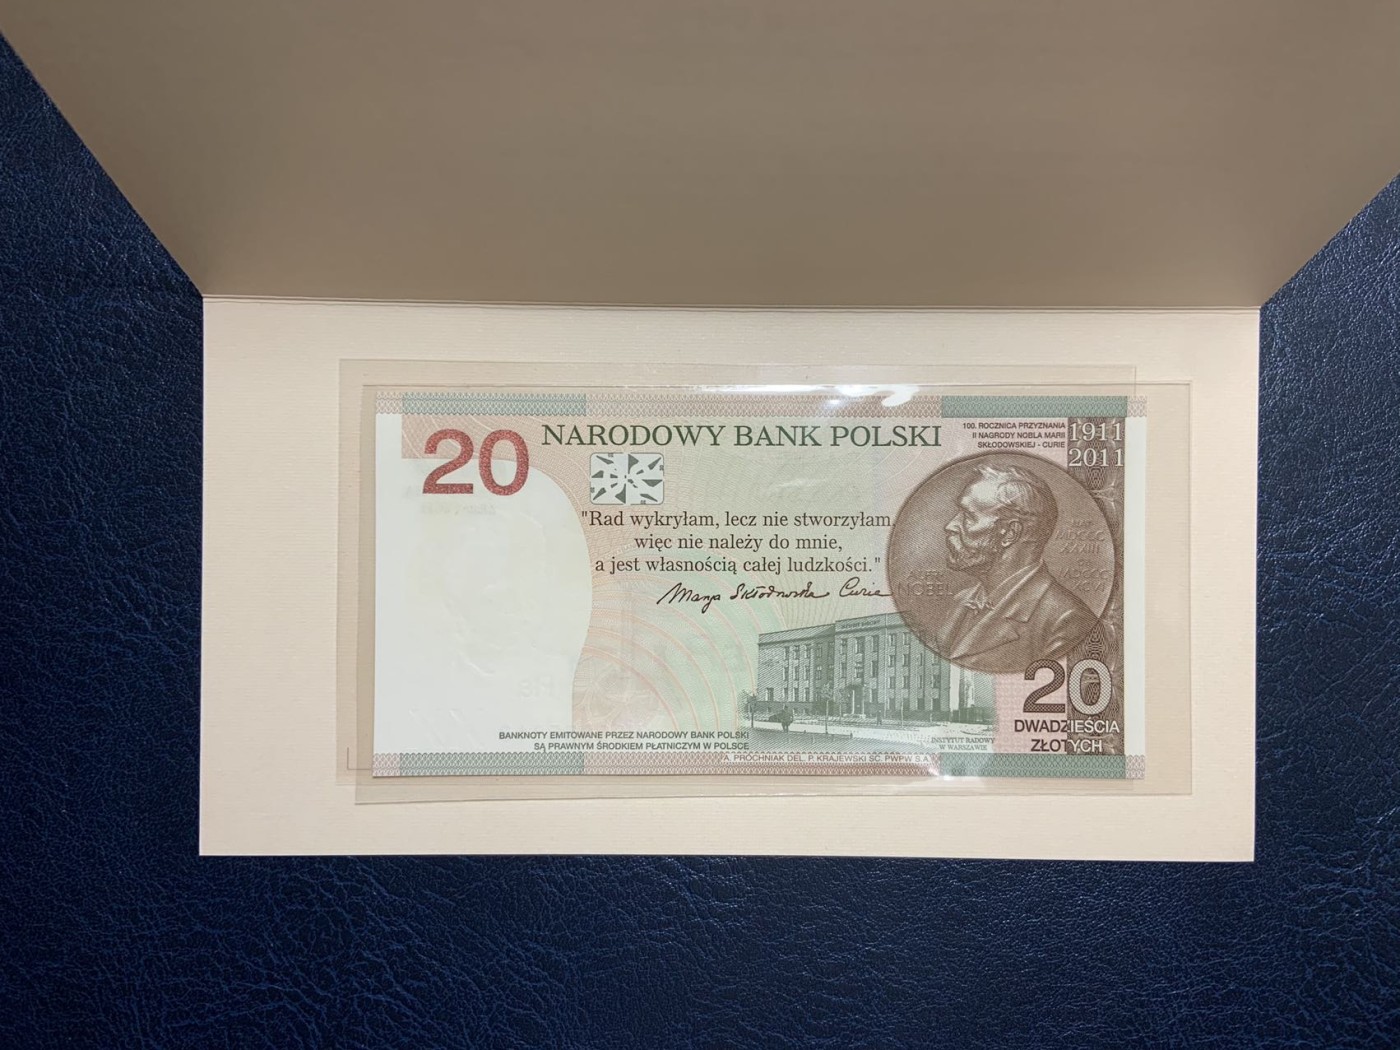 20
NARODOWY BANK POLSKI
100. ROCZNICA PRZYZNANIA
II NAGRODY NOBLA MARII
SKŁODOWSKIEJ - CURIE
1911
2011
"Rad wykryłam, lecz nie stworzyłam,
więc nie należy do mnie,
a jest własnością całej ludzkości."
Marya Skłodowska Curie
NOBEL
BANKNOTY EMITOWANE PRZEZ NARODOWY BANK POLSKI
SĄ PRAWNYM ŚRODKIEM PŁATNICZYM W POLSCE
INSTYTUT RADOWY
W WARSZAWIE
A. PROCHNIAK DEL. P. KRAJEWSKI SC. PWPW S.A.
20
DWADZIEŚCIA
ZŁOTYCH